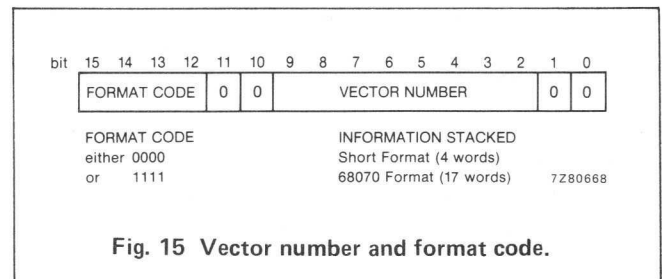 bit 15 14 13 12 11 10 9 8 7 6 5 4 3 2 1 0
FORMAT CODE 0 0 VECTOR NUMBER 0 0
FORMAT CODE INFORMATION STACKED
either 0000 Short Format (4 words)
or 1111 68070 Format (17 words) 7Z80668
Fig. 15 Vector number and format code.